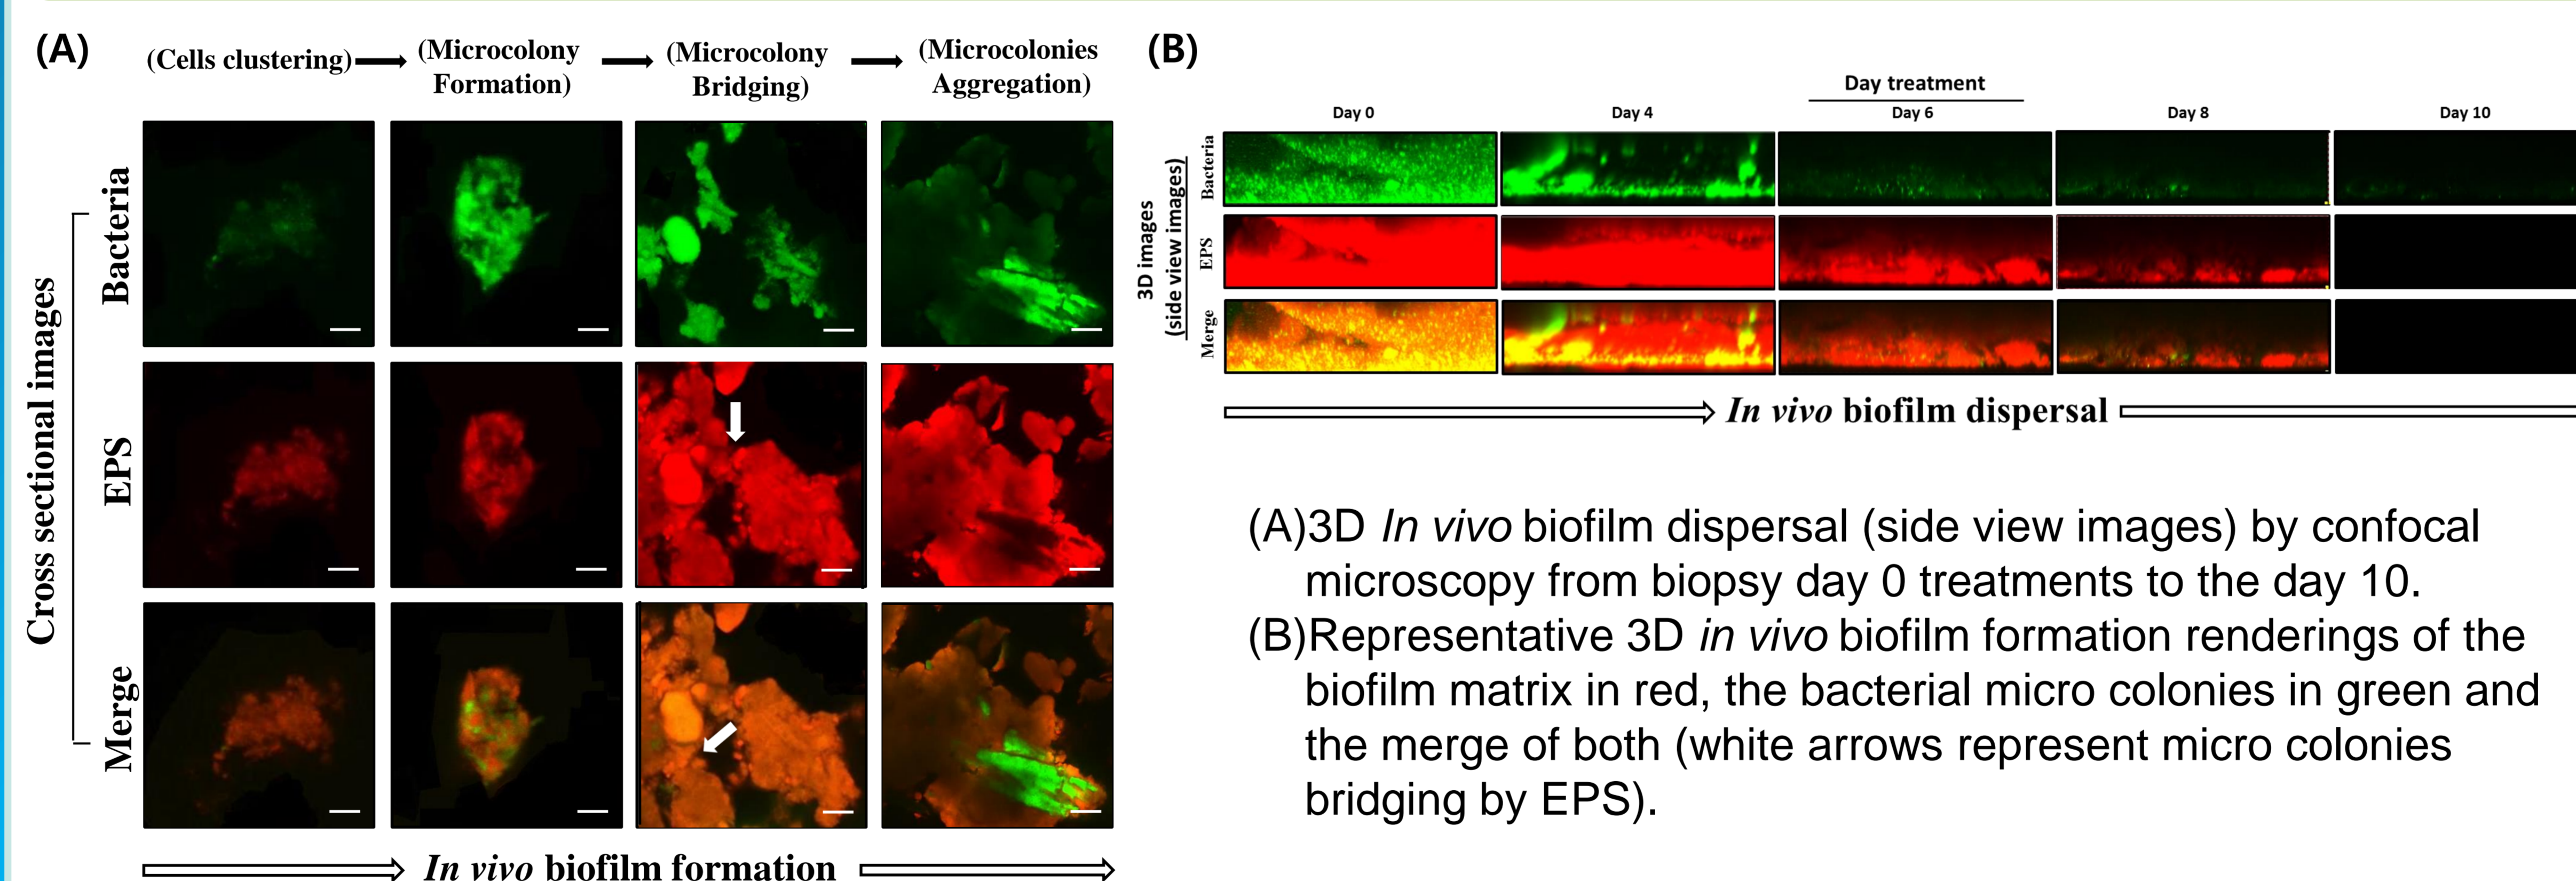 (A)
(Cells clustering)
(Microcolony
Formation)
(Microcolony
Bridging)
(Microcolonies
Aggregation)
Cross sectional images
Bacteria
EPS
Merge
In vivo biofilm formation
(B)
Day treatment
Day 0
Day 4
Day 6
Day 8
Day 10
3D images
(side view images)
Bacteria
EPS
Merge
In vivo biofilm dispersal
(A)3D In vivo biofilm dispersal (side view images) by confocal
microscopy from biopsy day 0 treatments to the day 10.
(B)Representative 3D in vivo biofilm formation renderings of the
biofilm matrix in red, the bacterial micro colonies in green and
the merge of both (white arrows represent micro colonies
bridging by EPS).